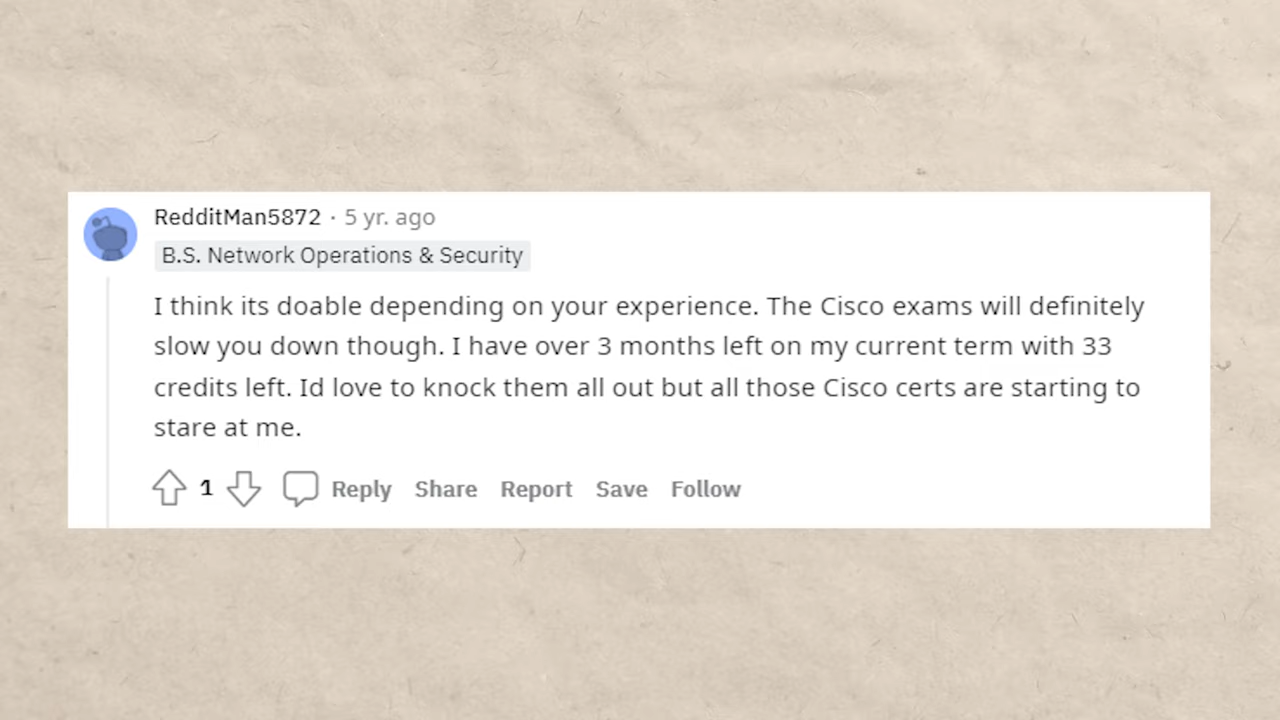 RedditMan5872 · 5 yr. ago
B.S. Network Operations & Security
I think its doable depending on your experience. The Cisco exams will definitely
slow you down though. I have over 3 months left on my current term with 33
credits left. Id love to knock them all out but all those Cisco certs are starting to
stare at me.
1 Reply Share Report Save Follow